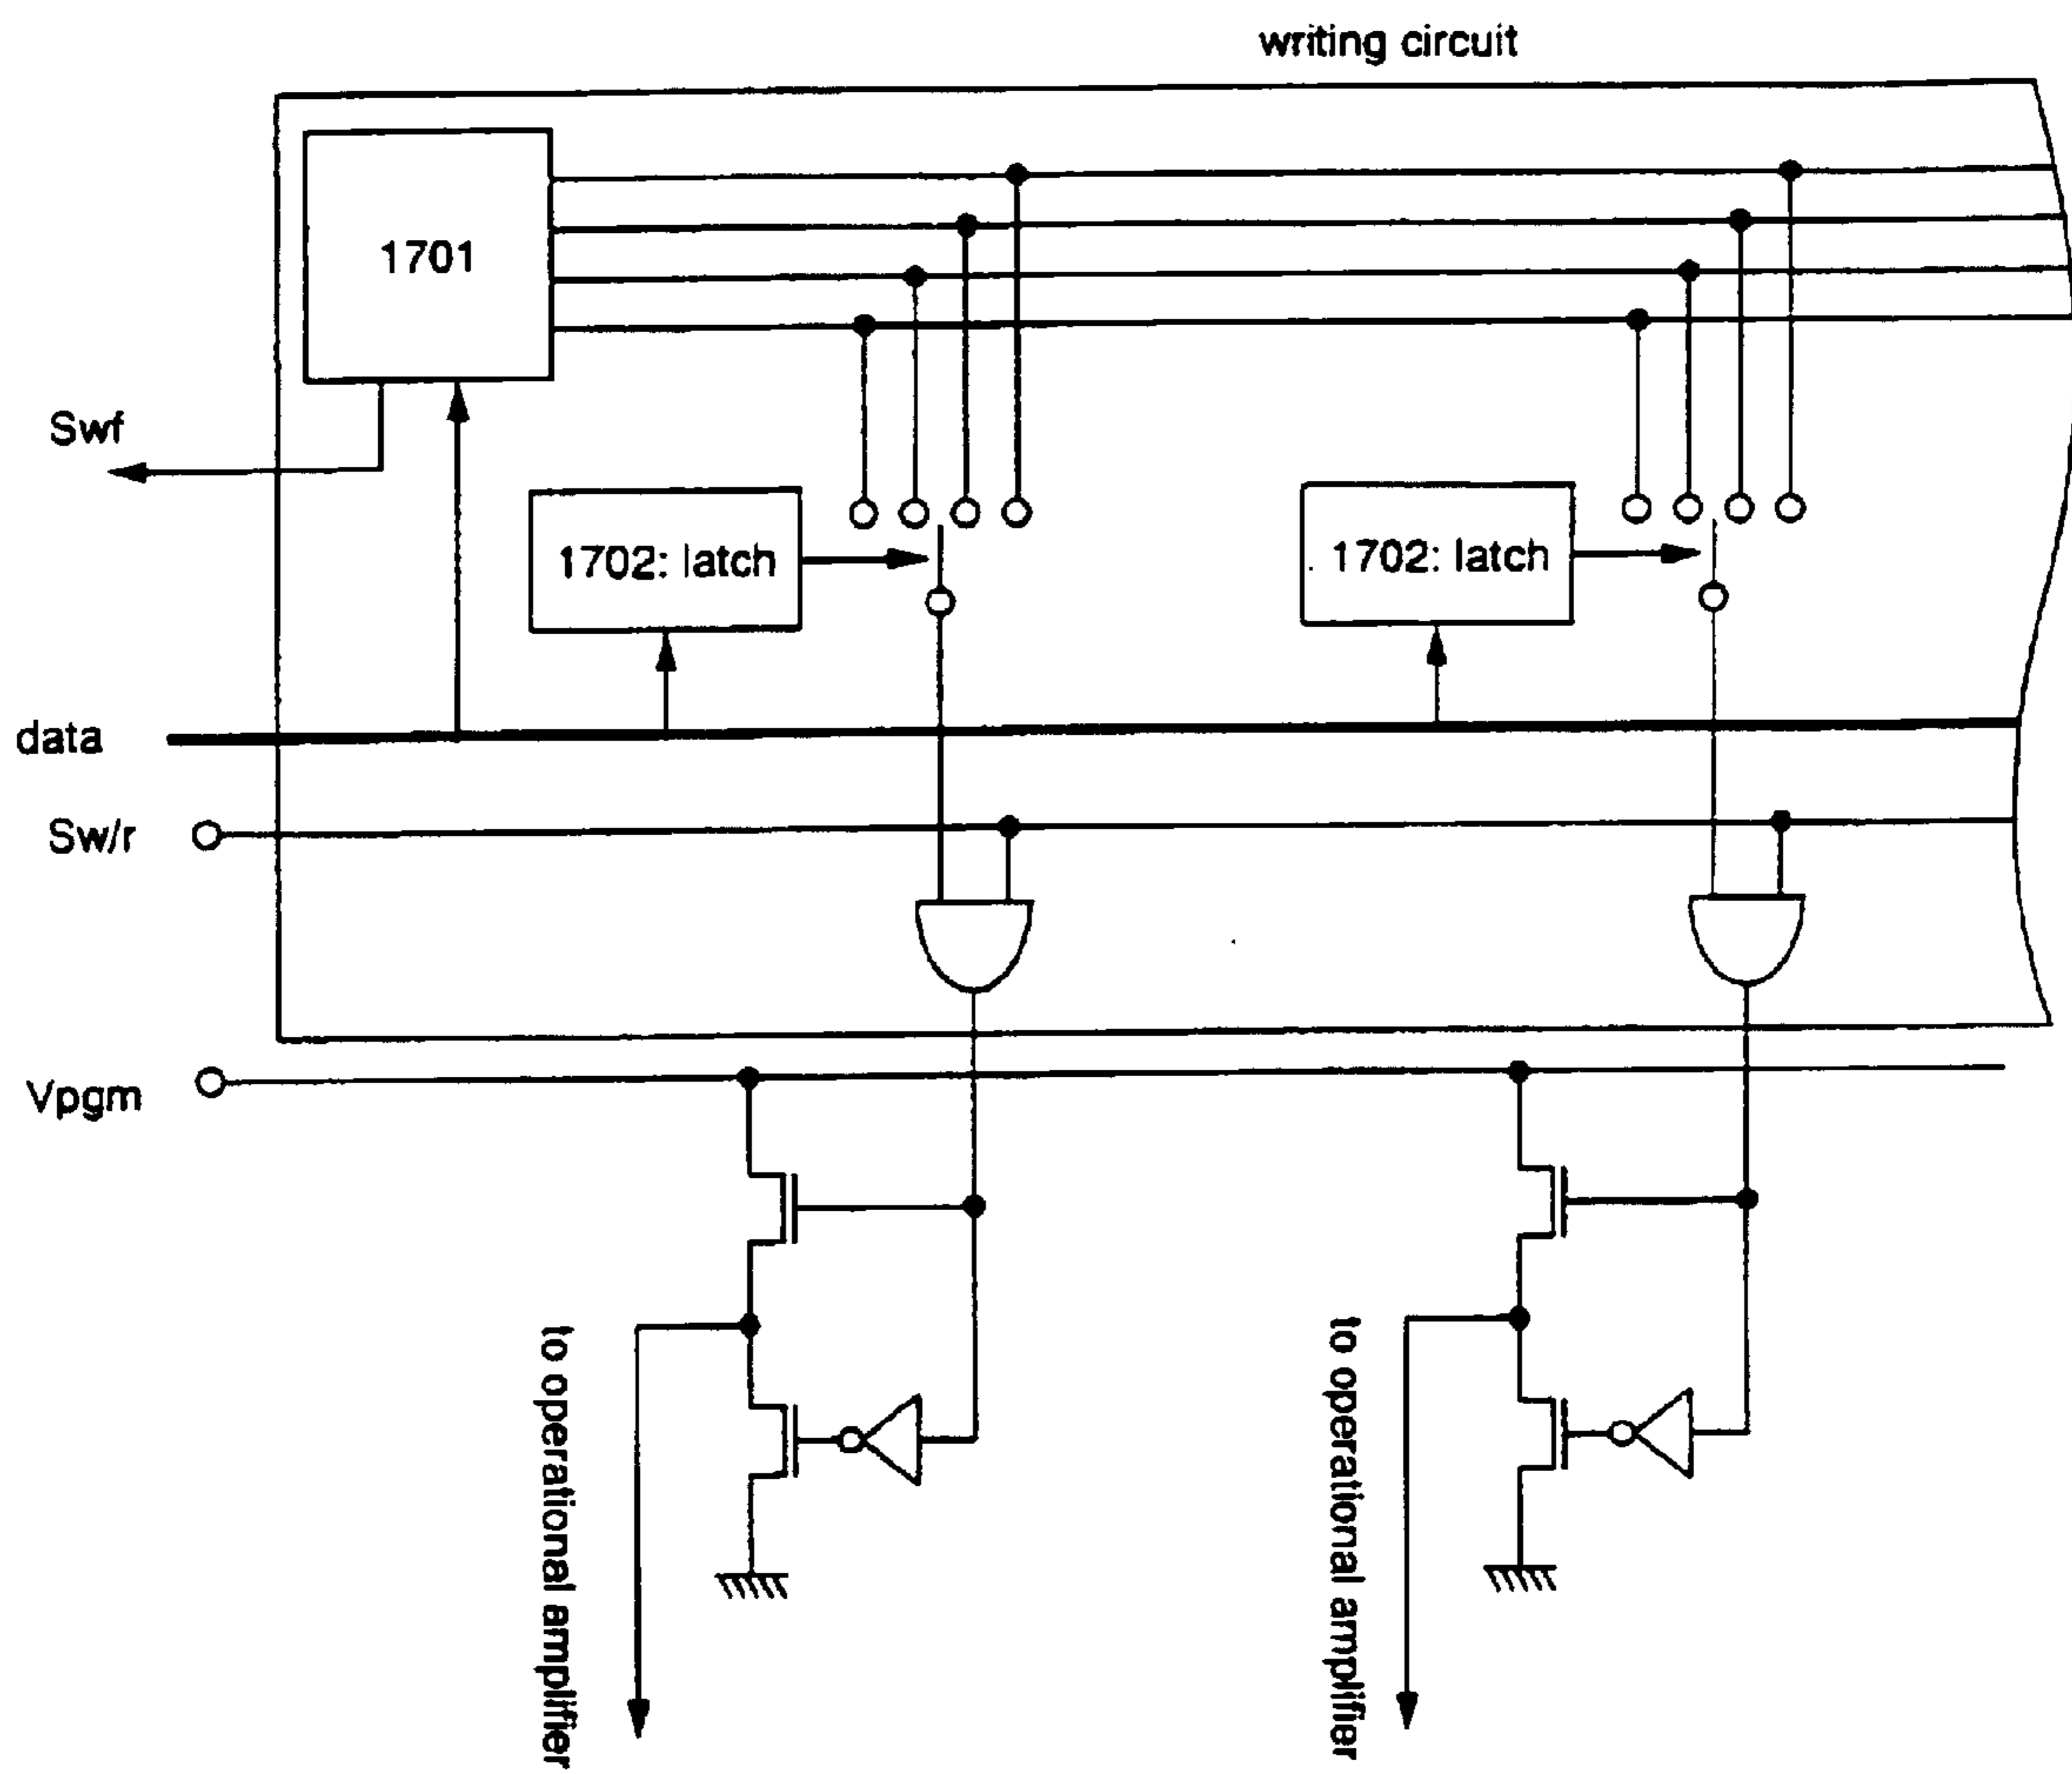 writing circuit
1701
Swf
1702: latch
1702: latch
data
Sw/r
Vpgm
to operational amplifier
to operational amplifier